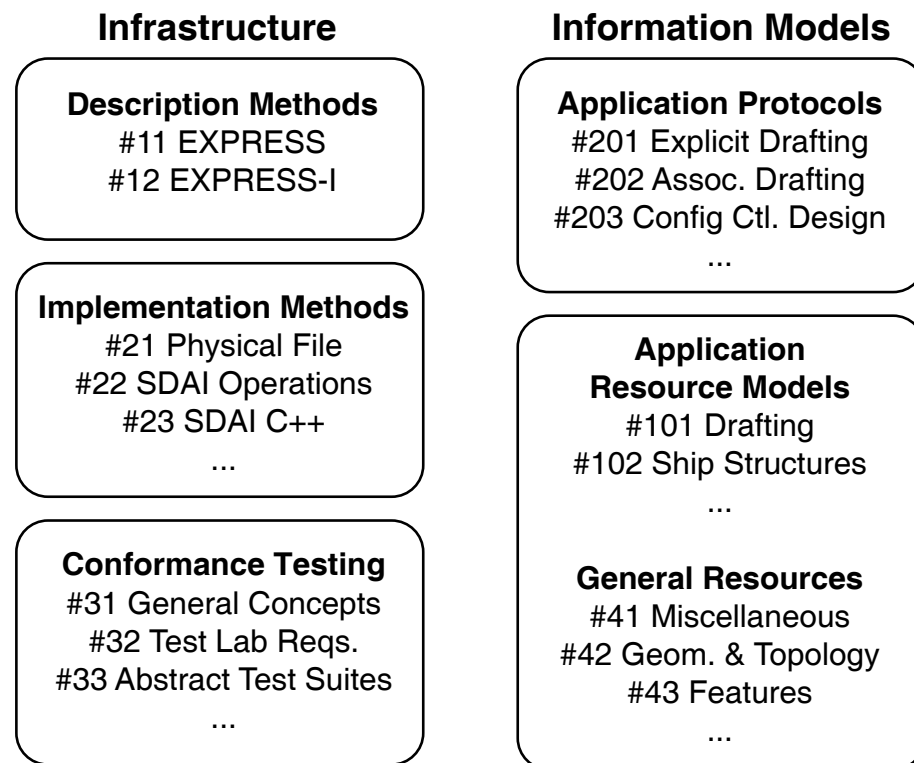 Infrastructure
Description Methods
#11 EXPRESS
#12 EXPRESS-I
Implementation Methods
#21 Physical File
#22 SDAI Operations
#23 SDAI C++
...
Conformance Testing
#31 General Concepts
#32 Test Lab Reqs.
#33 Abstract Test Suites
...
Information Models
Application Protocols
#201 Explicit Drafting
#202 Assoc. Drafting
#203 Config Ctl. Design
...
Application
Resource Models
#101 Drafting
#102 Ship Structures
...
General Resources
#41 Miscellaneous
#42 Geom. & Topology
#43 Features
...